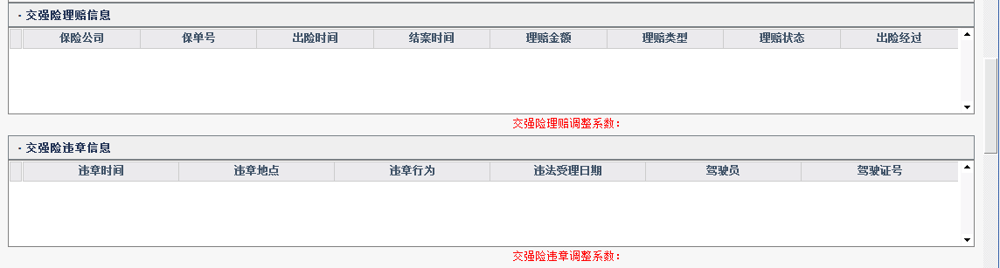 · 交强险理赔信息
保险公司 保单号 出险时间 结案时间 理赔金额 理赔类型 理赔状态 出险经过
交强险理赔调整系数：
· 交强险违章信息
违章时间 违章地点 违章行为 违法受理日期 驾驶员 驾驶证号
交强险违章调整系数：